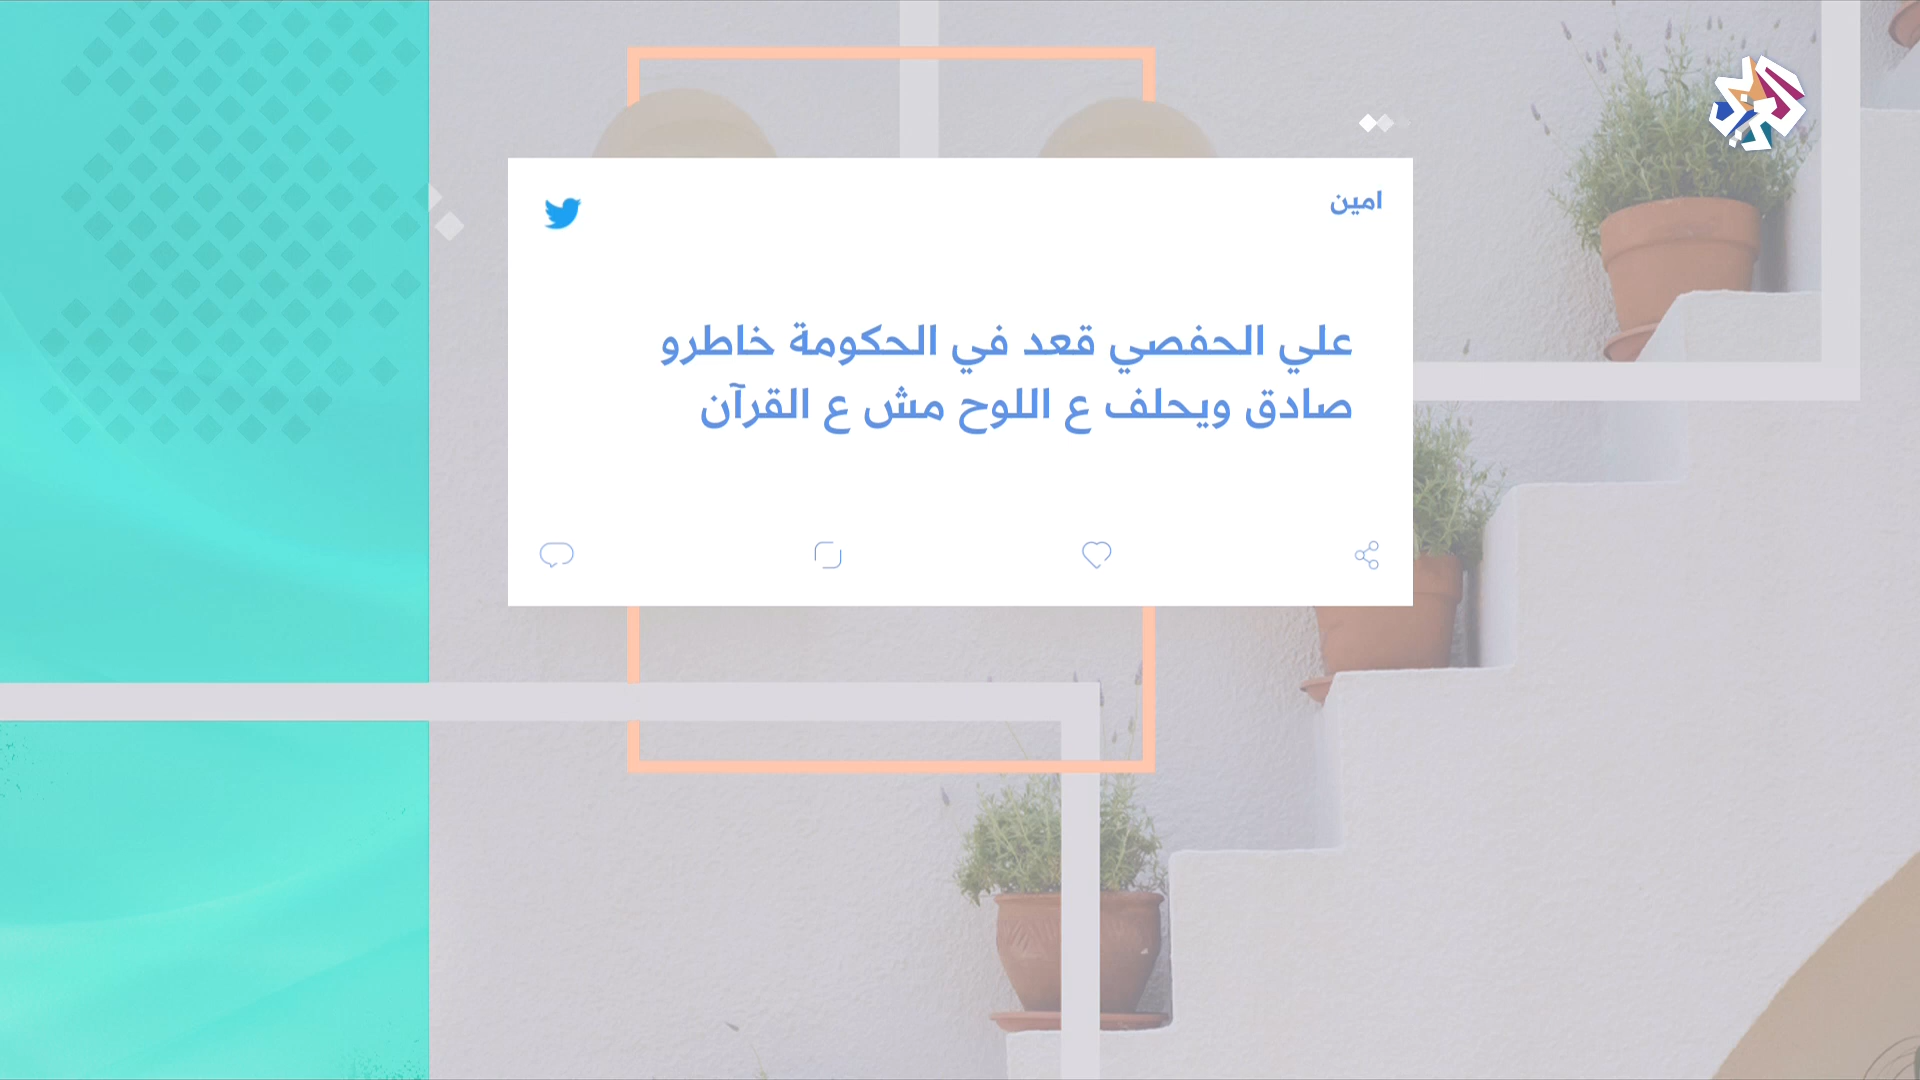 امين
علي الحفصي قعد في الحكومة خاطرو
صادق ويحلف ع اللوح مش ع القرآن